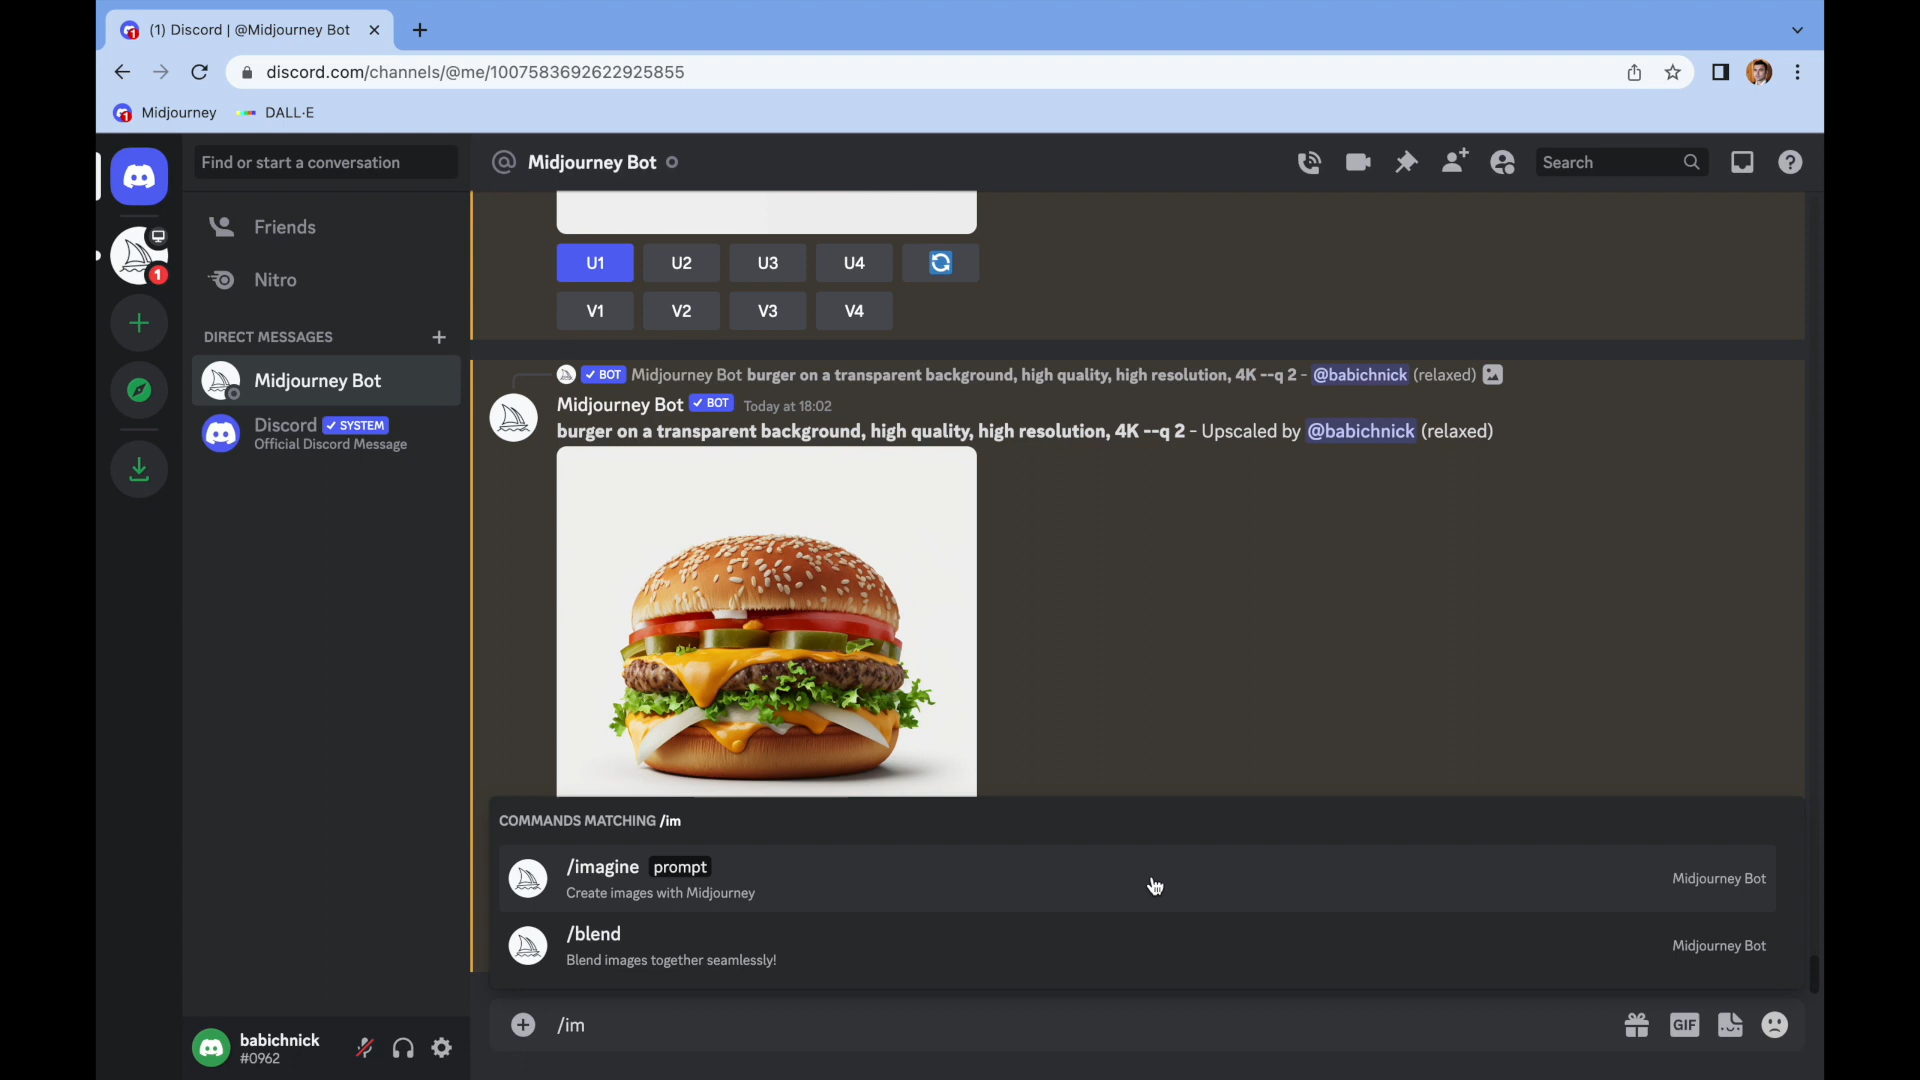 (1) Discord | @Midjourney Bot
discord.com/channels/@me/1007583692622925855
Midjourney DALL·E
Find or start a conversation
Midjourney Bot
Search
Friends
Nitro
DIRECT MESSAGES
Midjourney Bot
Discord SYSTEM
Official Discord Message
1
U1 U2 U3 U4
V1 V2 V3 V4
BOT Midjourney Bot burger on a transparent background, high quality, high resolution, 4K --q 2 - @babichnick (relaxed)
Midjourney Bot BOT Today at 18:02
burger on a transparent background, high quality, high resolution, 4K --q 2 - Upscaled by @babichnick (relaxed)
COMMANDS MATCHING /im
/imagine prompt
Create images with Midjourney
Midjourney Bot
/blend
Blend images together seamlessly!
Midjourney Bot
/im
GIF
babichnick
#0962